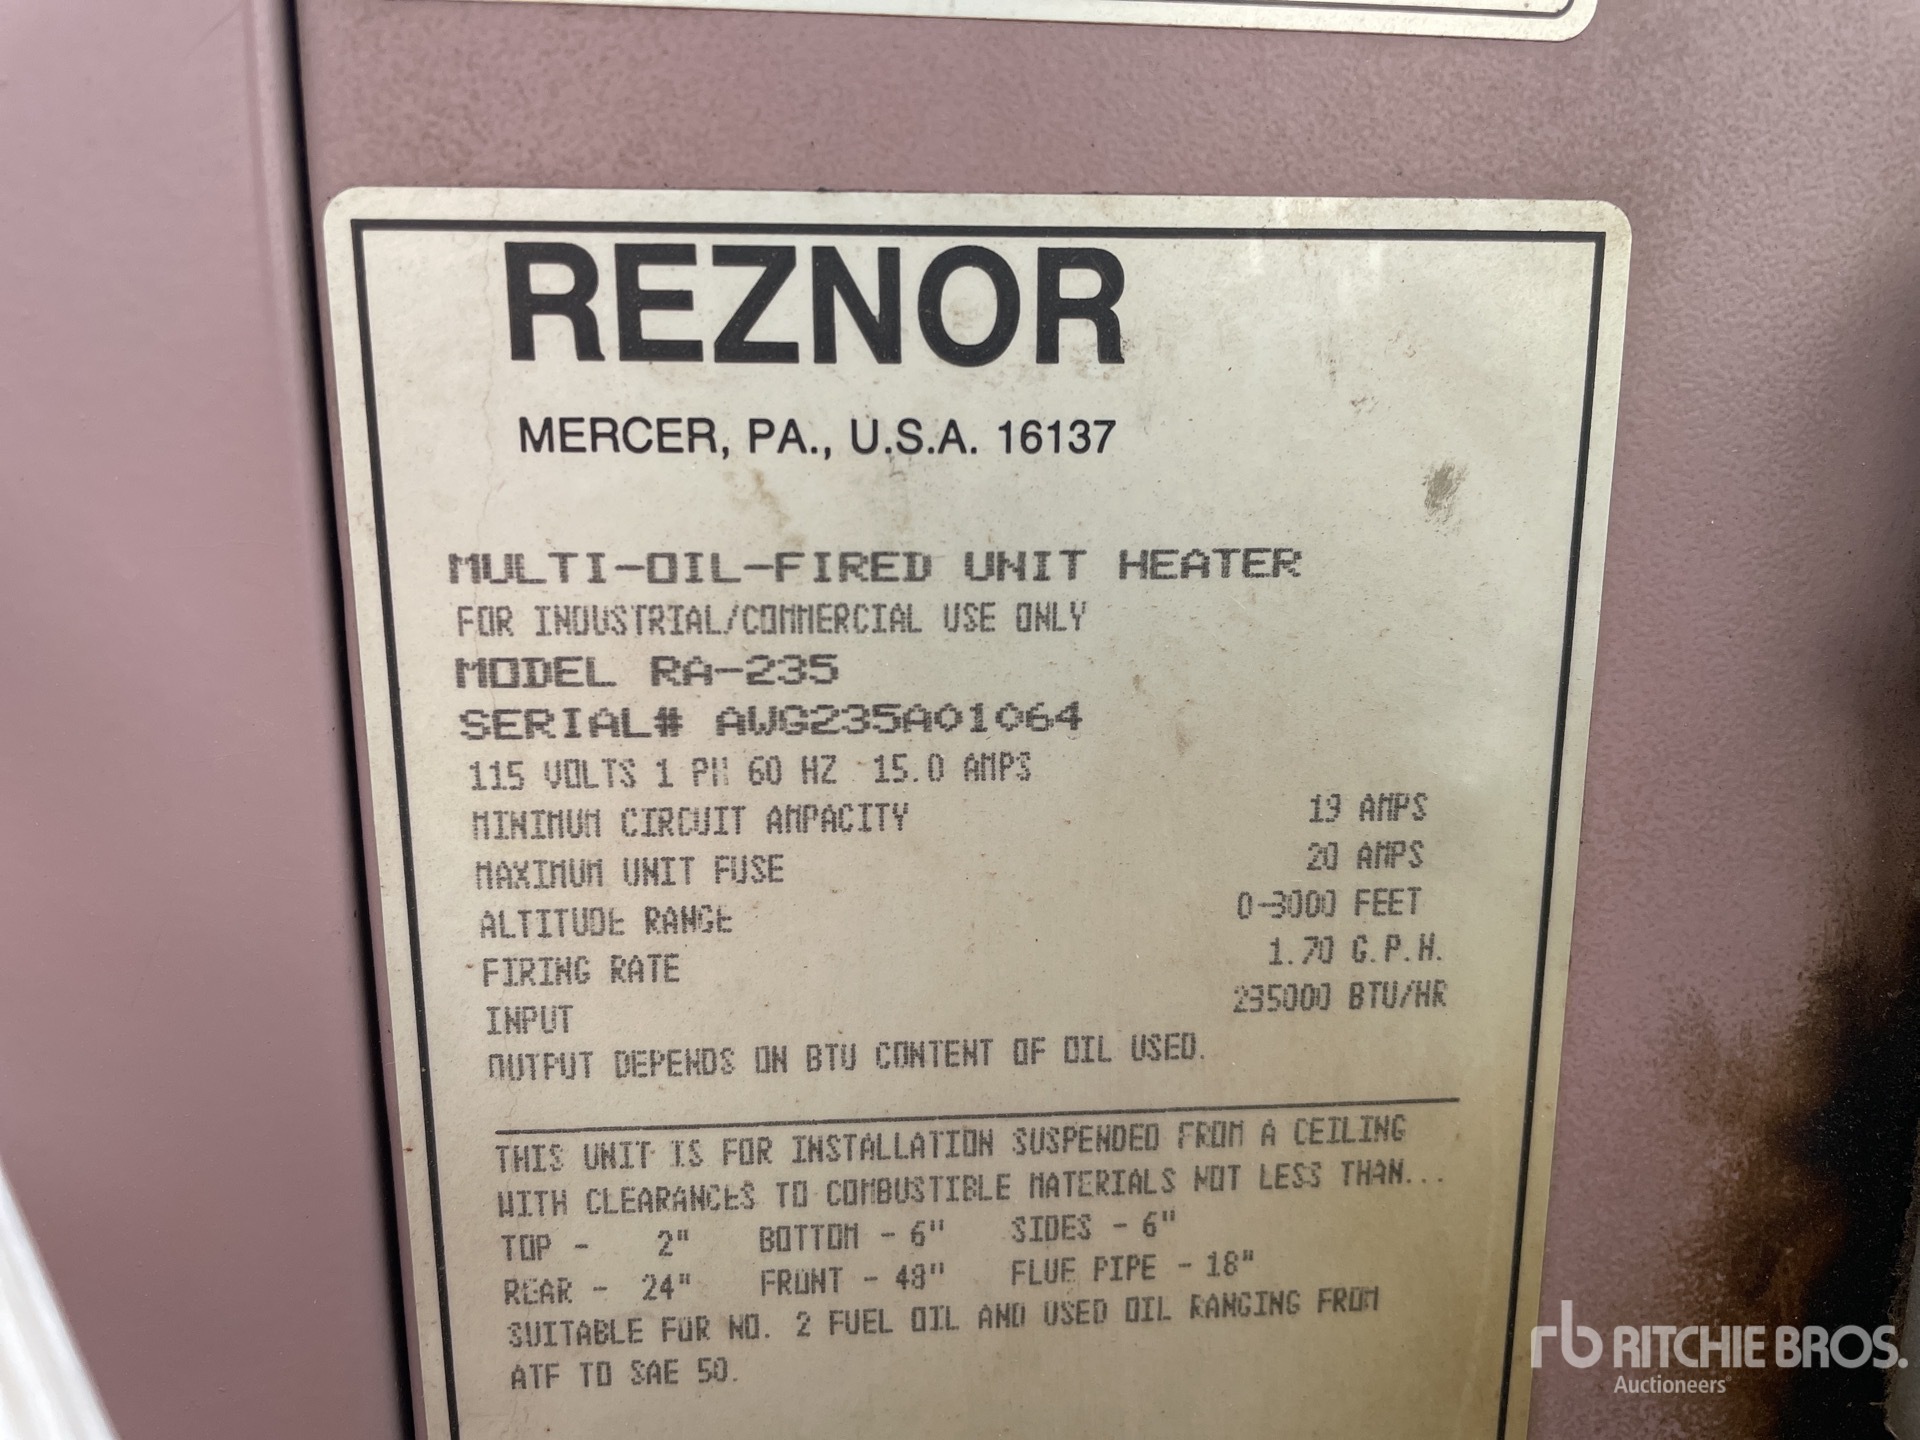 REZNOR
MERCER, PA., U.S.A. 16137
MULTI-OIL-FIRED UNIT HEATER
FOR INDUSTRIAL/COMMERCIAL USE ONLY
MODEL RA-235
SERIAL# AWG235A01064
115 VOLTS 1 PH 60 HZ 15.0 AMPS
MINIMUM CIRCUIT AMPACITY 19 AMPS
MAXIMUM UNIT FUSE 20 AMPS
ALTITUDE RANGE 0-3000 FEET
FIRING RATE 1.70 G.P.H.
INPUT 235000 BTU/HR
OUTPUT DEPENDS ON BTU CONTENT OF OIL USED.
THIS UNIT IS FOR INSTALLATION SUSPENDED FROM A CEILING
WITH CLEARANCES TO COMBUSTIBLE MATERIALS NOT LESS THAN...
TOP - 2" BOTTOM - 6" SIDES - 6"
REAR - 24" FRONT - 48" FLUE PIPE - 18"
SUITABLE FOR NO. 2 FUEL OIL AND USED OIL RANGING FROM
ATF TO SAE 50.
rb RITCHIE BROS.
Auctioneers